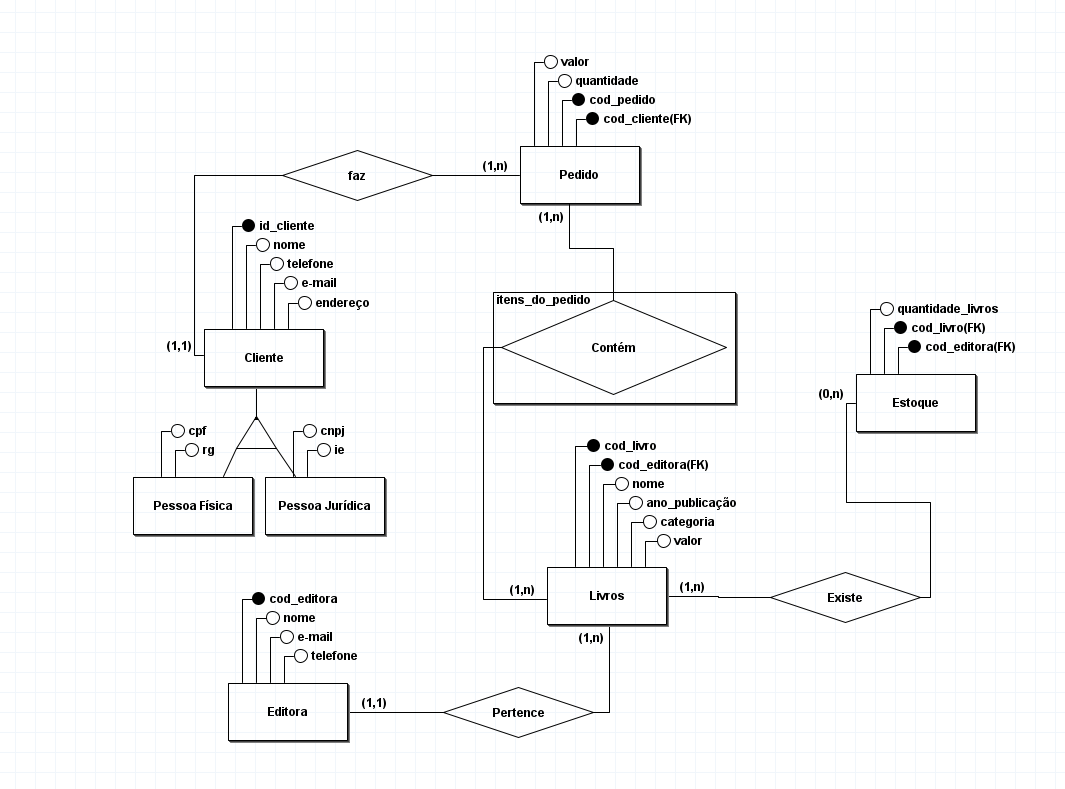 valor
quantidade
cod_pedido
cod_cliente(FK)
faz
(1,n)
Pedido
(1,n)
id_cliente
nome
telefone
e-mail
endereço
(1,1)
Cliente
itens_do_pedido
Contém
quantidade_livros
cod_livro(FK)
cod_editora(FK)
(0,n)
Estoque
cpf
rg
cnpj
ie
Pessoa Física
Pessoa Jurídica
cod_livro
cod_editora(FK)
nome
ano_publicação
categoria
valor
(1,n)
Livros
(1,n)
Existe
(1,n)
cod_editora
nome
e-mail
telefone
Editora
(1,1)
Pertence